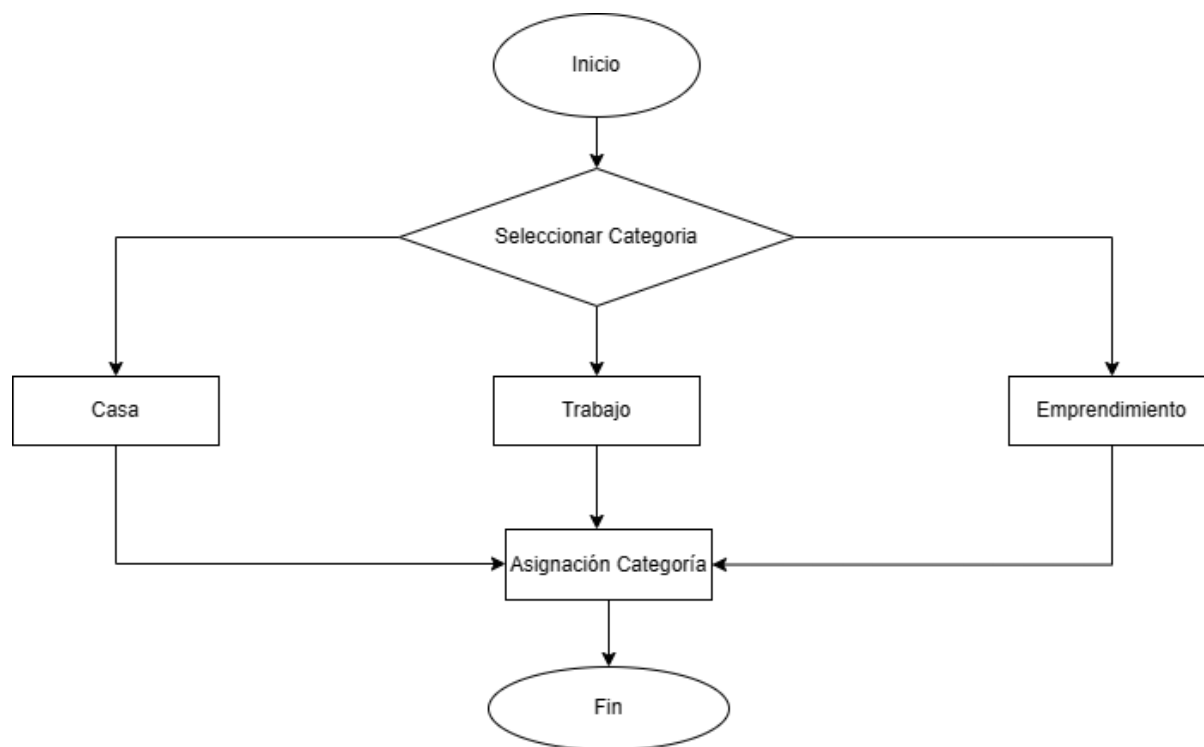 Inicio
Seleccionar Categoria
Casa
Trabajo
Emprendimiento
Asignación Categoría
Fin